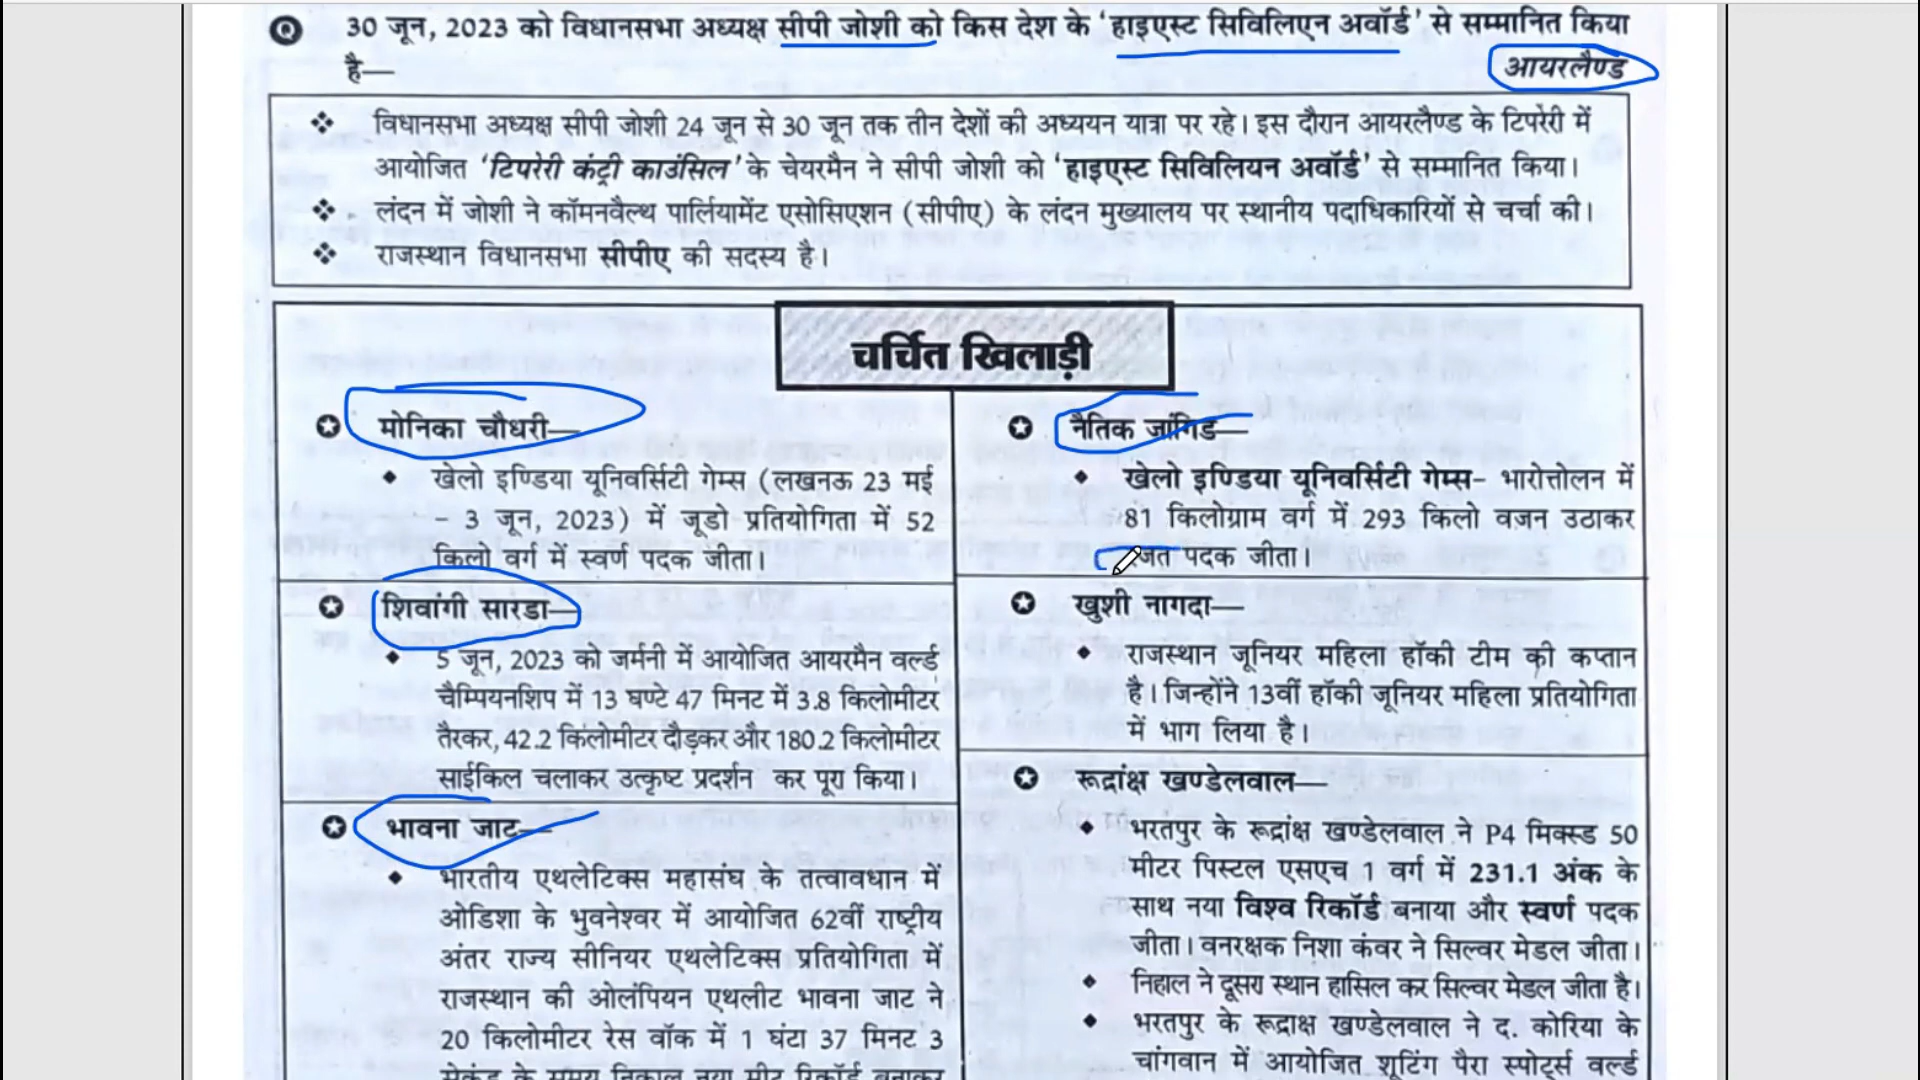 Q 30 जून, 2023 को विधानसभा अध्यक्ष सीपी जोशी को किस देश के 'हाइएस्ट सिविलिएन अवॉर्ड' से सम्मानित किया
है— आयरलैण्ड
विधानसभा अध्यक्ष सीपी जोशी 24 जून से 30 जून तक तीन देशों की अध्ययन यात्रा पर रहे। इस दौरान आयरलैण्ड के टिपरेरी में
आयोजित 'टिपरेरी कंट्री काउंसिल' के चेयरमैन ने सीपी जोशी को 'हाइएस्ट सिविलियन अवॉर्ड' से सम्मानित किया।
लंदन में जोशी ने कॉमनवैल्थ पार्लियामेंट एसोसिएशन (सीपीए) के लंदन मुख्यालय पर स्थानीय पदाधिकारियों से चर्चा की।
राजस्थान विधानसभा सीपीए की सदस्य है।
चर्चित खिलाड़ी
मोनिका चौधरी—
खेलो इण्डिया यूनिवर्सिटी गेम्स (लखनऊ 23 मई
- 3 जून, 2023) में जूडो प्रतियोगिता में 52
किलो वर्ग में स्वर्ण पदक जीता।
शिवांगी सारडा—
5 जून, 2023 को जर्मनी में आयोजित आयरमैन वर्ल्ड
चैम्पियनशिप में 13 घण्टे 47 मिनट में 3.8 किलोमीटर
तैरकर, 42.2 किलोमीटर दौड़कर और 180.2 किलोमीटर
साईकिल चलाकर उत्कृष्ट प्रदर्शन कर पूरा किया।
भावना जाट—
भारतीय एथलेटिक्स महासंघ के तत्वावधान में
ओडिशा के भुवनेश्वर में आयोजित 62वीं राष्ट्रीय
अंतर राज्य सीनियर एथलेटिक्स प्रतियोगिता में
राजस्थान की ओलंपियन एथलीट भावना जाट ने
20 किलोमीटर रेस वॉक में 1 घंटा 37 मिनट 3
नैतिक जांगिड—
खेलो इण्डिया यूनिवर्सिटी गेम्स- भारोत्तोलन में
81 किलोग्राम वर्ग में 293 किलो वज़न उठाकर
पदक जीता।
खुशी नागदा—
राजस्थान जूनियर महिला हॉकी टीम की कप्तान
है। जिन्होंने 13वीं हॉकी जूनियर महिला प्रतियोगिता
में भाग लिया है।
रूद्रांक्ष खण्डेलवाल—
भरतपुर के रूद्रांक्ष खण्डेलवाल ने P4 मिक्स्ड 50
मीटर पिस्टल एसएच 1 वर्ग में 231.1 अंक के
साथ नया विश्व रिकॉर्ड बनाया और स्वर्ण पदक
जीता। वनरक्षक निशा कंवर ने सिल्वर मेडल जीता।
निहाल ने दूसरा स्थान हासिल कर सिल्वर मेडल जीता है।
भरतपुर के रूद्रांक्ष खण्डेलवाल ने द. कोरिया के
चांगवान में आयोजित शूटिंग पैरा स्पोर्ट्स वर्ल्ड